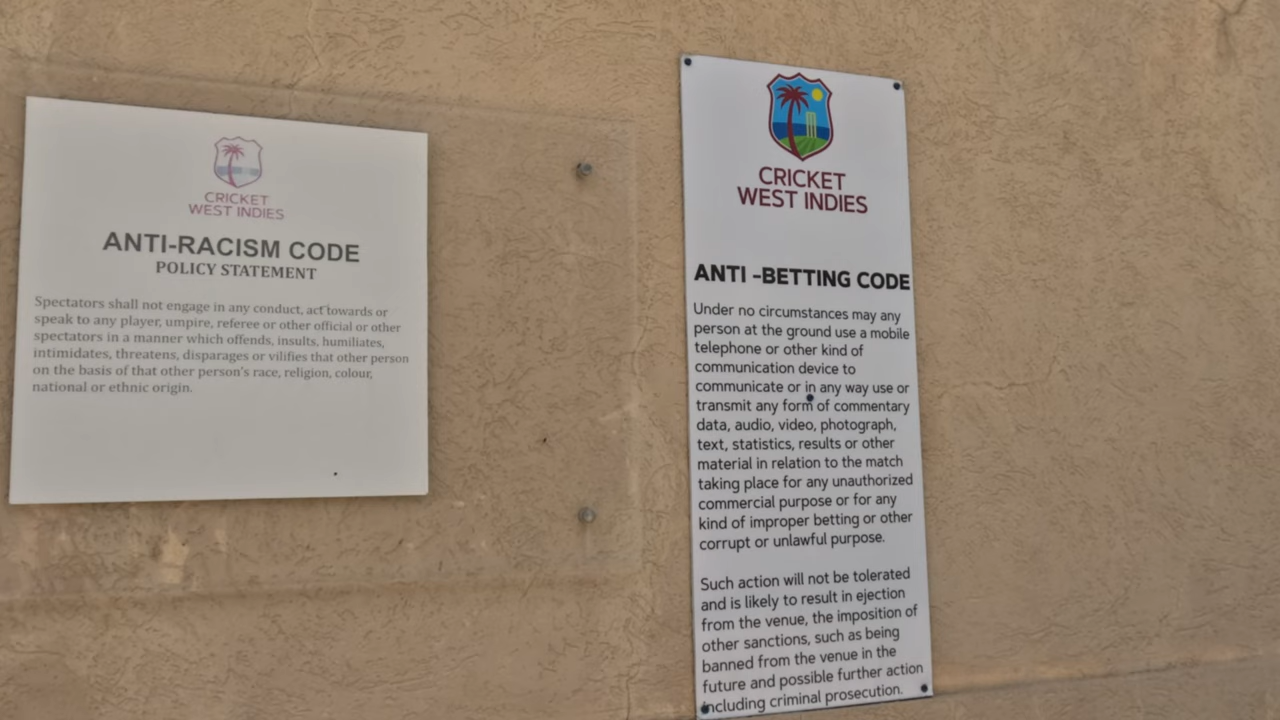 CRICKET
WEST INDIES
ANTI-RACISM CODE
POLICY STATEMENT
Spectators shall not engage in any conduct, act towards or
speak to any player, umpire, referee or other official or other
spectators in a manner which offends, insults, humiliates,
intimidates, threatens, disparages or vilifies that other person
on the basis of that other person's race, religion, colour,
national or ethnic origin.
CRICKET
WEST INDIES
ANTI -BETTING CODE
Under no circumstances may any
person at the ground use a mobile
telephone or other kind of
communication device to
communicate or in any way use or
transmit any form of commentary
data, audio, video, photograph,
text, statistics, results or other
material in relation to the match
taking place for any unauthorized
commercial purpose or for any
kind of improper betting or other
corrupt or unlawful purpose.
Such action will not be tolerated
and is likely to result in ejection
from the venue, the imposition of
other sanctions, such as being
banned from the venue in the
future and possible further action
including criminal prosecution.